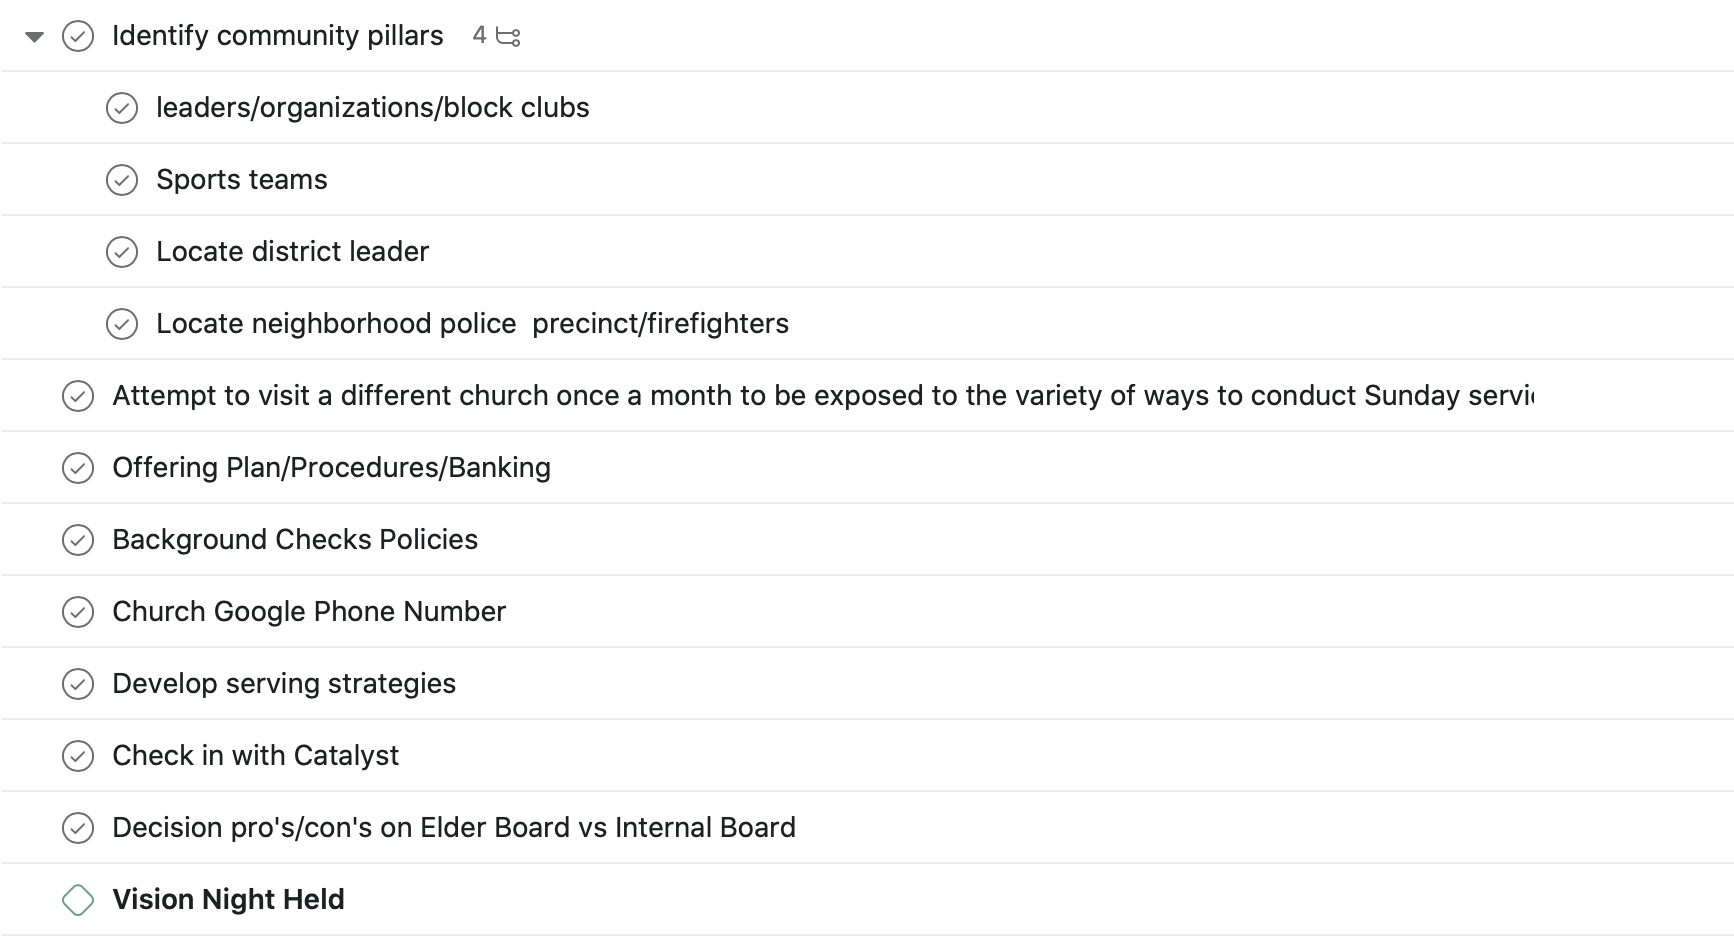 Identify community pillars 4
leaders/organizations/block clubs
Sports teams
Locate district leader
Locate neighborhood police  precinct/firefighters
Attempt to visit a different church once a month to be exposed to the variety of ways to conduct Sunday servi
Offering Plan/Procedures/Banking
Background Checks Policies
Church Google Phone Number
Develop serving strategies
Check in with Catalyst
Decision pro's/con's on Elder Board vs Internal Board
Vision Night Held